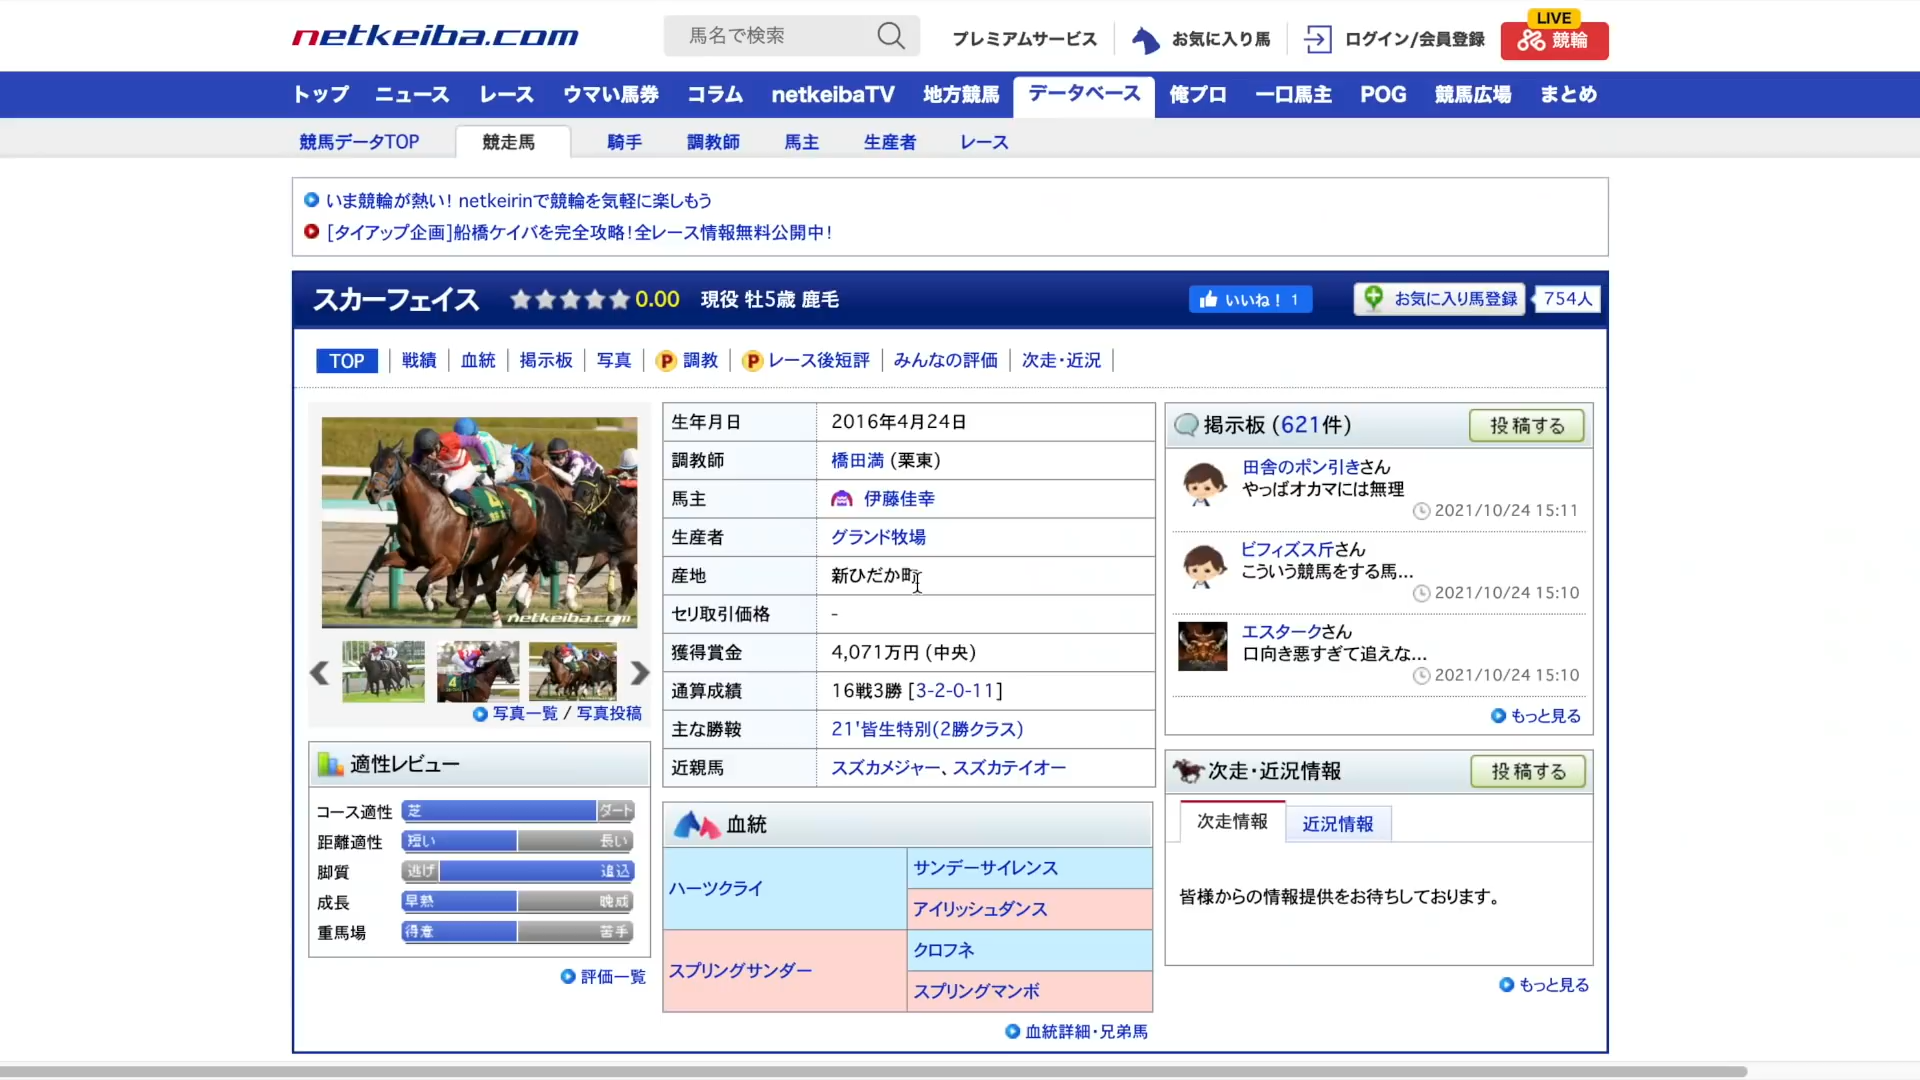 netkeiba.com
馬名で検索
プレミアムサービス
お気に入り馬
ログイン/会員登録
LIVE
競輪
トップ ニュース レース ウマい馬券 コラム netkeibaTV 地方競馬 データベース 俺プロ 一口馬主 POG 競馬広場 まとめ
競馬データTOP 競走馬 騎手 調教師 馬主 生産者 レース
いま競輪が熱い！netkeirinで競輪を気軽に楽しもう
[タイアップ企画]船橋ケイバを完全攻略！全レース情報無料公開中！
スカーフェイス 0.00 現役 牡5歳 鹿毛
いいね！ 1
お気に入り馬登録 754人
TOP 戦績 血統 掲示板 写真 P 調教 P レース後短評 みんなの評価 次走・近況
netkeiba.com
写真一覧 / 写真投稿
適性レビュー
コース適性 芝 ダート
距離適性 短い 長い
脚質 逃げ 追込
成長 早熟 晩成
重馬場 得意 苦手
評価一覧
生年月日 2016年4月24日
調教師 橋田満 (栗東)
馬主 伊藤佳幸
生産者 グランド牧場
産地 新ひだか町
セリ取引価格 -
獲得賞金 4,071万円 (中央)
通算成績 16戦3勝 [3-2-0-11]
主な勝鞍 21'皆生特別(2勝クラス)
近親馬 スズカメジャー、スズカテイオー
血統
ハーツクライ
サンデーサイレンス
アイリッシュダンス
スプリングサンダー
クロフネ
スプリングマンボ
血統詳細・兄弟馬
掲示板 (621件)
投稿する
田舎のポン引きさん
やっぱオカマには無理
2021/10/24 15:11
ビフィズス斤さん
こういう競馬をする馬...
2021/10/24 15:10
エスタークさん
口向き悪すぎて追えな...
2021/10/24 15:10
もっと見る
次走・近況情報
投稿する
次走情報 近況情報
皆様からの情報提供をお待ちしております。
もっと見る